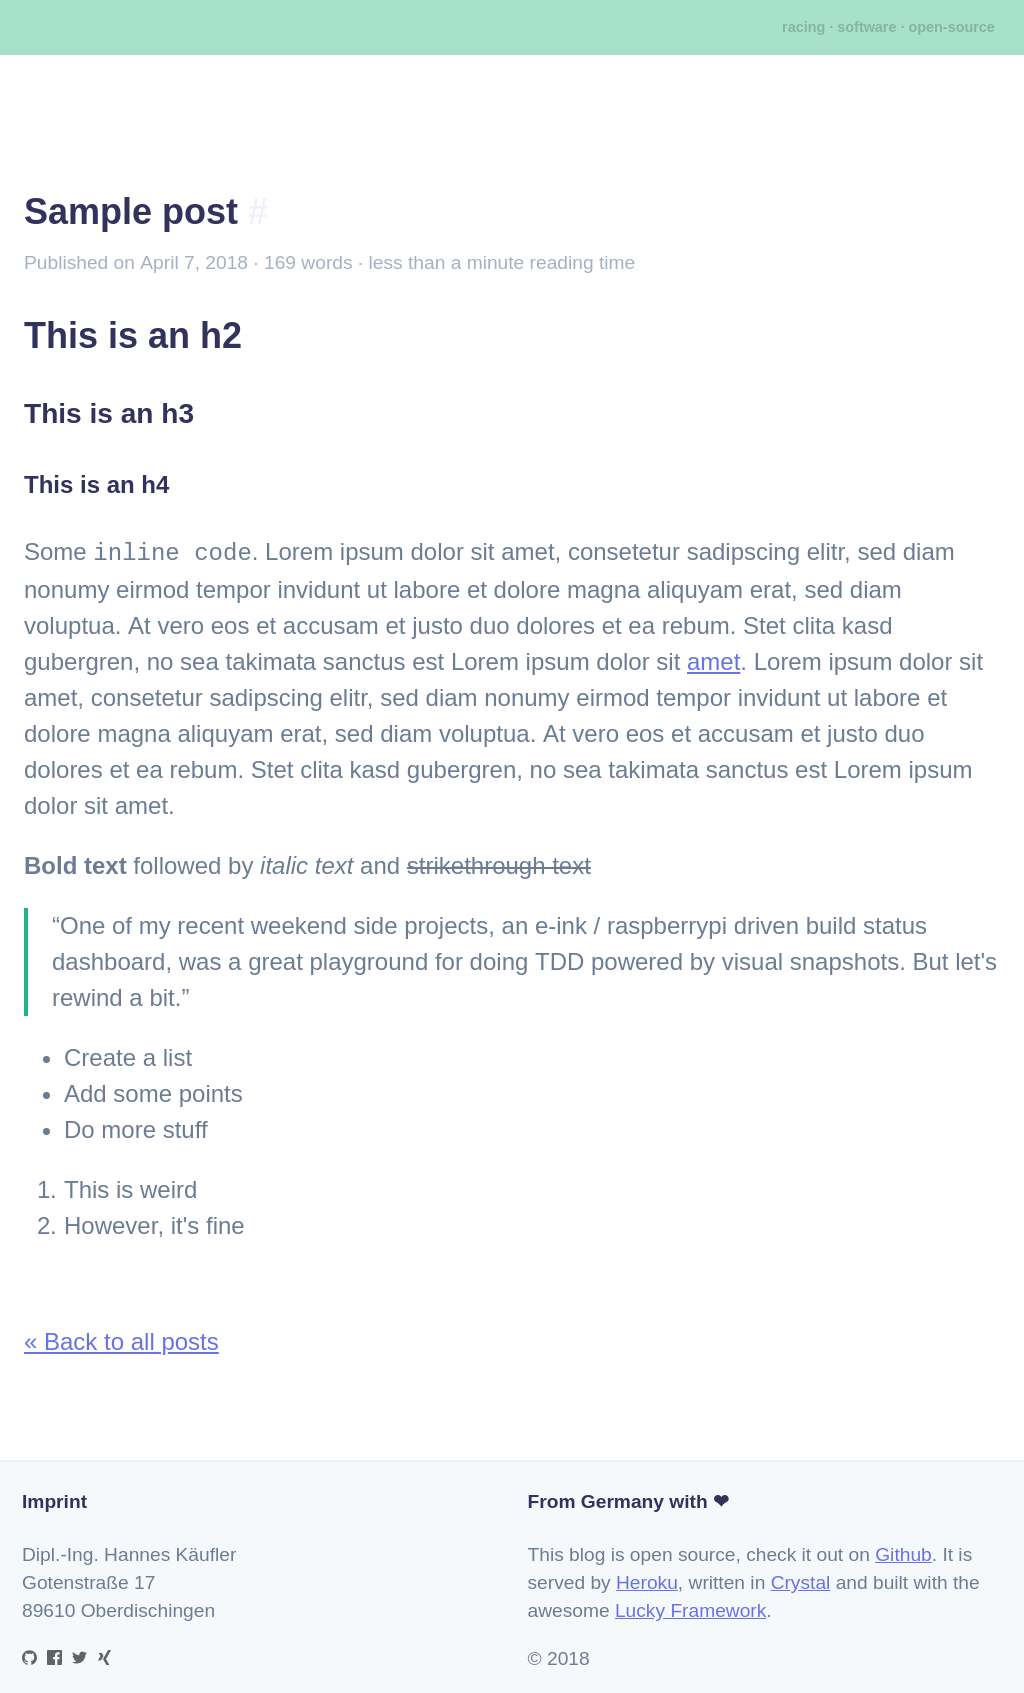 racing · software · open-source
Sample post #
Published on April 7, 2018 · 169 words · less than a minute reading time
This is an h2
This is an h3
This is an h4
Some inline code. Lorem ipsum dolor sit amet, consetetur sadipscing elitr, sed diam
nonumy eirmod tempor invidunt ut labore et dolore magna aliquyam erat, sed diam
voluptua. At vero eos et accusam et justo duo dolores et ea rebum. Stet clita kasd
gubergren, no sea takimata sanctus est Lorem ipsum dolor sit amet. Lorem ipsum dolor sit
amet, consetetur sadipscing elitr, sed diam nonumy eirmod tempor invidunt ut labore et
dolore magna aliquyam erat, sed diam voluptua. At vero eos et accusam et justo duo
dolores et ea rebum. Stet clita kasd gubergren, no sea takimata sanctus est Lorem ipsum
dolor sit amet.
Bold text followed by italic text and strikethrough text
“One of my recent weekend side projects, an e-ink / raspberrypi driven build status
dashboard, was a great playground for doing TDD powered by visual snapshots. But let's
rewind a bit.”
• Create a list
• Add some points
• Do more stuff
1. This is weird
2. However, it's fine
« Back to all posts
Imprint
Dipl.-Ing. Hannes Käufler
Gotenstraße 17
89610 Oberdischingen
From Germany with ❤
This blog is open source, check it out on Github. It is
served by Heroku, written in Crystal and built with the
awesome Lucky Framework.
© 2018